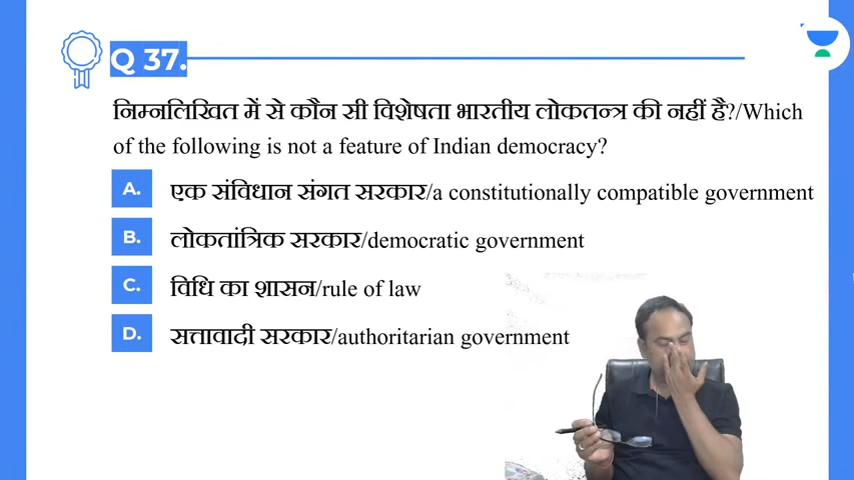 Q 37.
निम्नलिखित में से कौन सी विशेषता भारतीय लोकतन्त्र की नहीं है?/Which
of the following is not a feature of Indian democracy?
A. एक संविधान संगत सरकार/a constitutionally compatible government
B. लोकतांत्रिक सरकार/democratic government
C. विधि का शासन/rule of law
D. सत्तावादी सरकार/authoritarian government